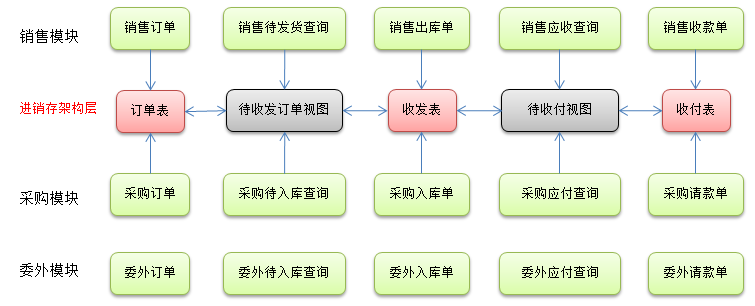 销售模块
销售订单
销售待发货查询
销售出库单
销售应收查询
销售收款单
进销存架构层
订单表
待收发订单视图
收发表
待收付视图
收付表
采购模块
采购订单
采购待入库查询
采购入库单
采购应付查询
采购请款单
委外模块
委外订单
委外待入库查询
委外入库单
委外应付查询
委外请款单